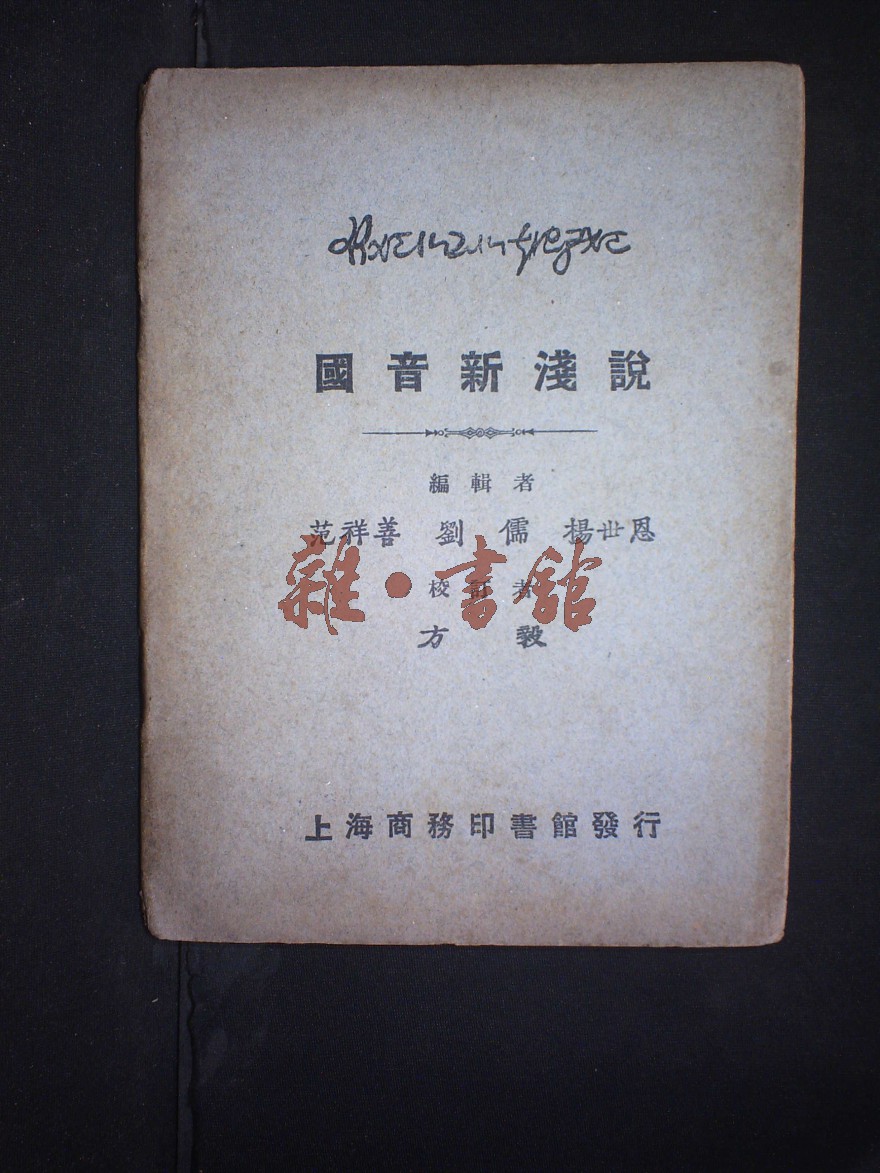 國音新淺說
編輯者
范祥善 劉儒 楊世恩
校訂者
方毅
上海商務印書館發行
雜·書館